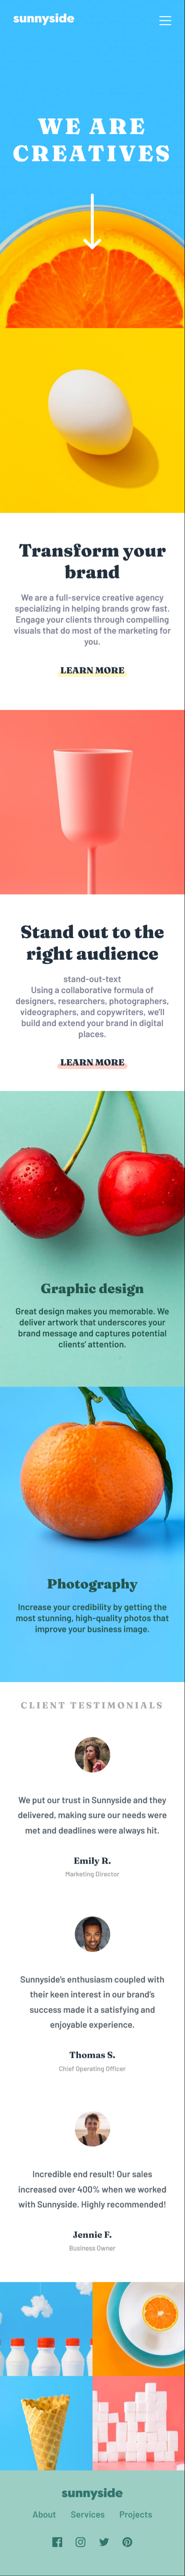 sunnyside
WE ARE
CREATIVES
Transform your
brand
We are a full-service creative agency
specializing in helping brands grow fast.
Engage your clients through compelling
visuals that do most of the marketing for
you.
LEARN MORE
Stand out to the
right audience
stand-out-text
Using a collaborative formula of
designers, researchers, photographers,
videographers, and copywriters, we'll
build and extend your brand in digital
places.
LEARN MORE
Graphic design
Great design makes you memorable. We
deliver artwork that underscores your
brand message and captures potential
clients' attention.
Photography
Increase your credibility by getting the
most stunning, high-quality photos that
improve your business image.
CLIENT TESTIMONIALS
We put our trust in Sunnyside and they
delivered, making sure our needs were
met and deadlines were always hit.
Emily R.
Marketing Director
Sunnyside's enthusiasm coupled with
their keen interest in our brand's
success made it a satisfying and
enjoyable experience.
Thomas S.
Chief Operating Officer
Incredible end result! Our sales
increased over 400% when we worked
with Sunnyside. Highly recommended!
Jennie F.
Business Owner
sunnyside
About Services Projects